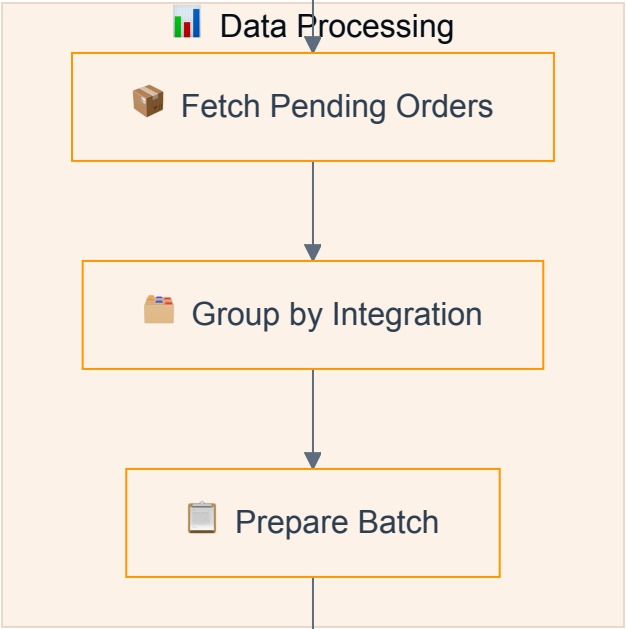 Data Processing
Fetch Pending Orders
Group by Integration
Prepare Batch